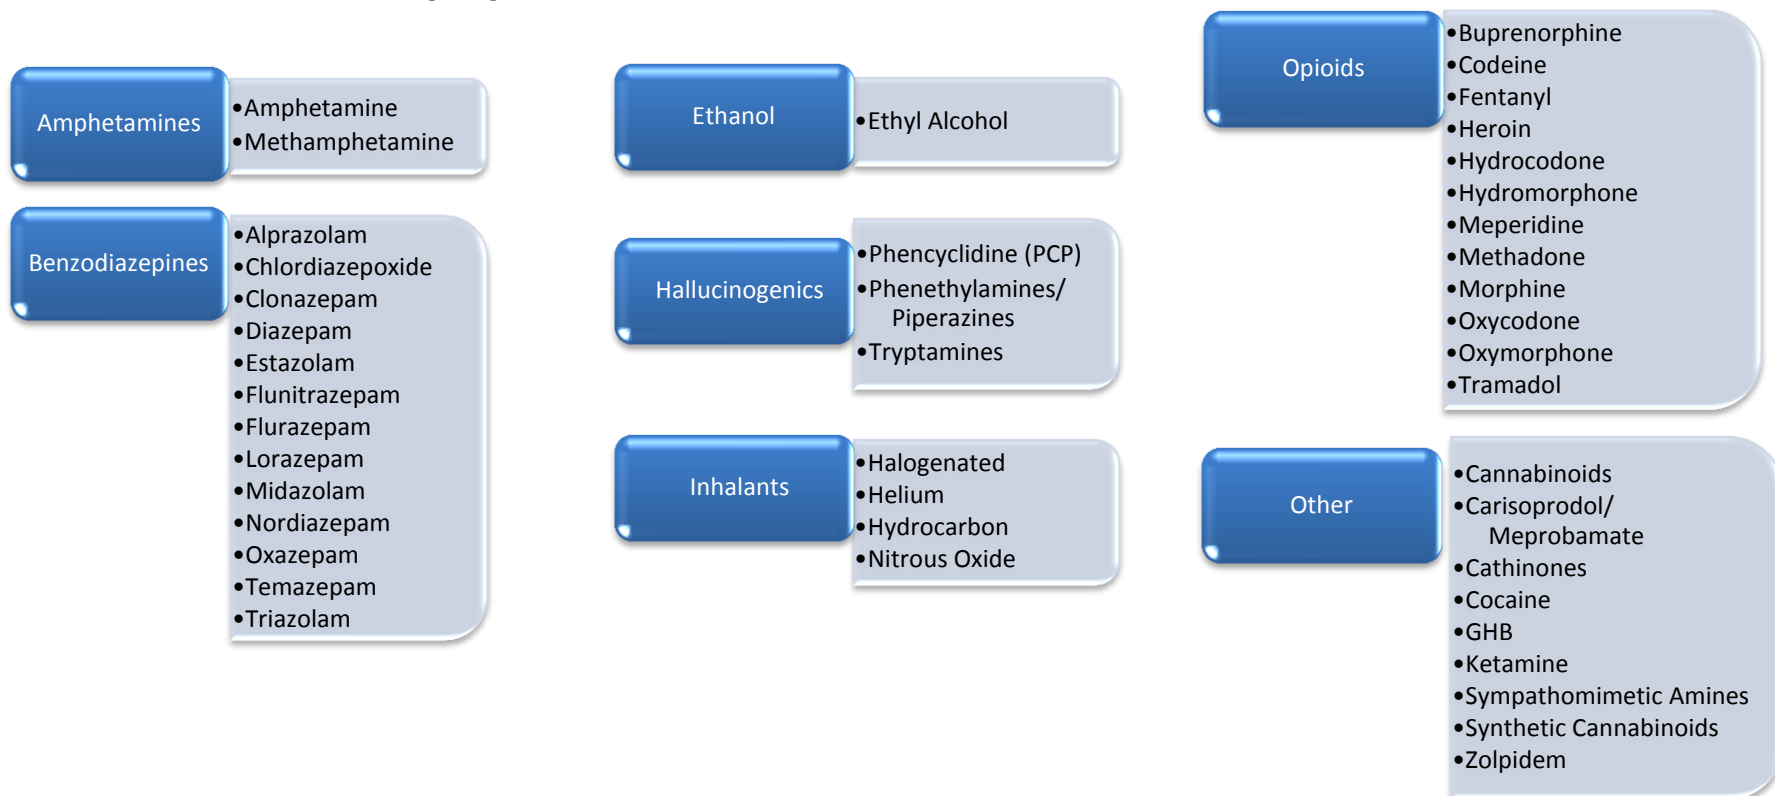 Amphetamines
•Amphetamine
•Methamphetamine
Benzodiazepines
•Alprazolam
•Chlordiazepoxide
•Clonazepam
•Diazepam
•Estazolam
•Flunitrazepam
•Flurazepam
•Lorazepam
•Midazolam
•Nordiazepam
•Oxazepam
•Temazepam
•Triazolam
Ethanol
•Ethyl Alcohol
Hallucinogenics
•Phencyclidine (PCP)
•Phenethylamines/
Piperazines
•Tryptamines
Inhalants
•Halogenated
•Helium
•Hydrocarbon
•Nitrous Oxide
Opioids
•Buprenorphine
•Codeine
•Fentanyl
•Heroin
•Hydrocodone
•Hydromorphone
•Meperidine
•Methadone
•Morphine
•Oxycodone
•Oxymorphone
•Tramadol
Other
•Cannabinoids
•Carisoprodol/
Meprobamate
•Cathinones
•Cocaine
•GHB
•Ketamine
•Sympathomimetic Amines
•Synthetic Cannabinoids
•Zolpidem